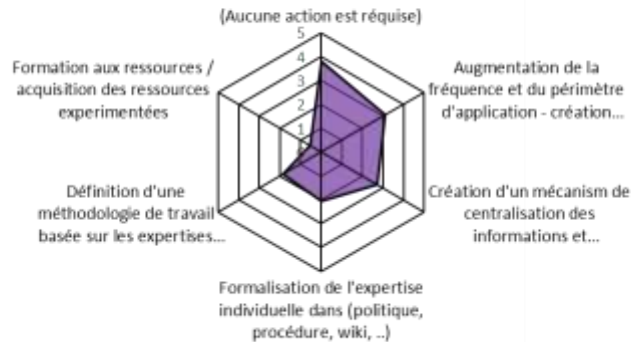 (Aucune action est réquise)
5
4
3
2
1
Formation aux ressources /
acquisition des ressources
experimentées
Augmentation de la
fréquence et du périmètre
d'application - création...
Définition d'une
méthodologie de travail
basée sur les expertises...
Création d'un mécanism de
centralisation des
informations et...
Formalisation de l'expertise
individuelle dans (politique,
procédure, wiki, ..)